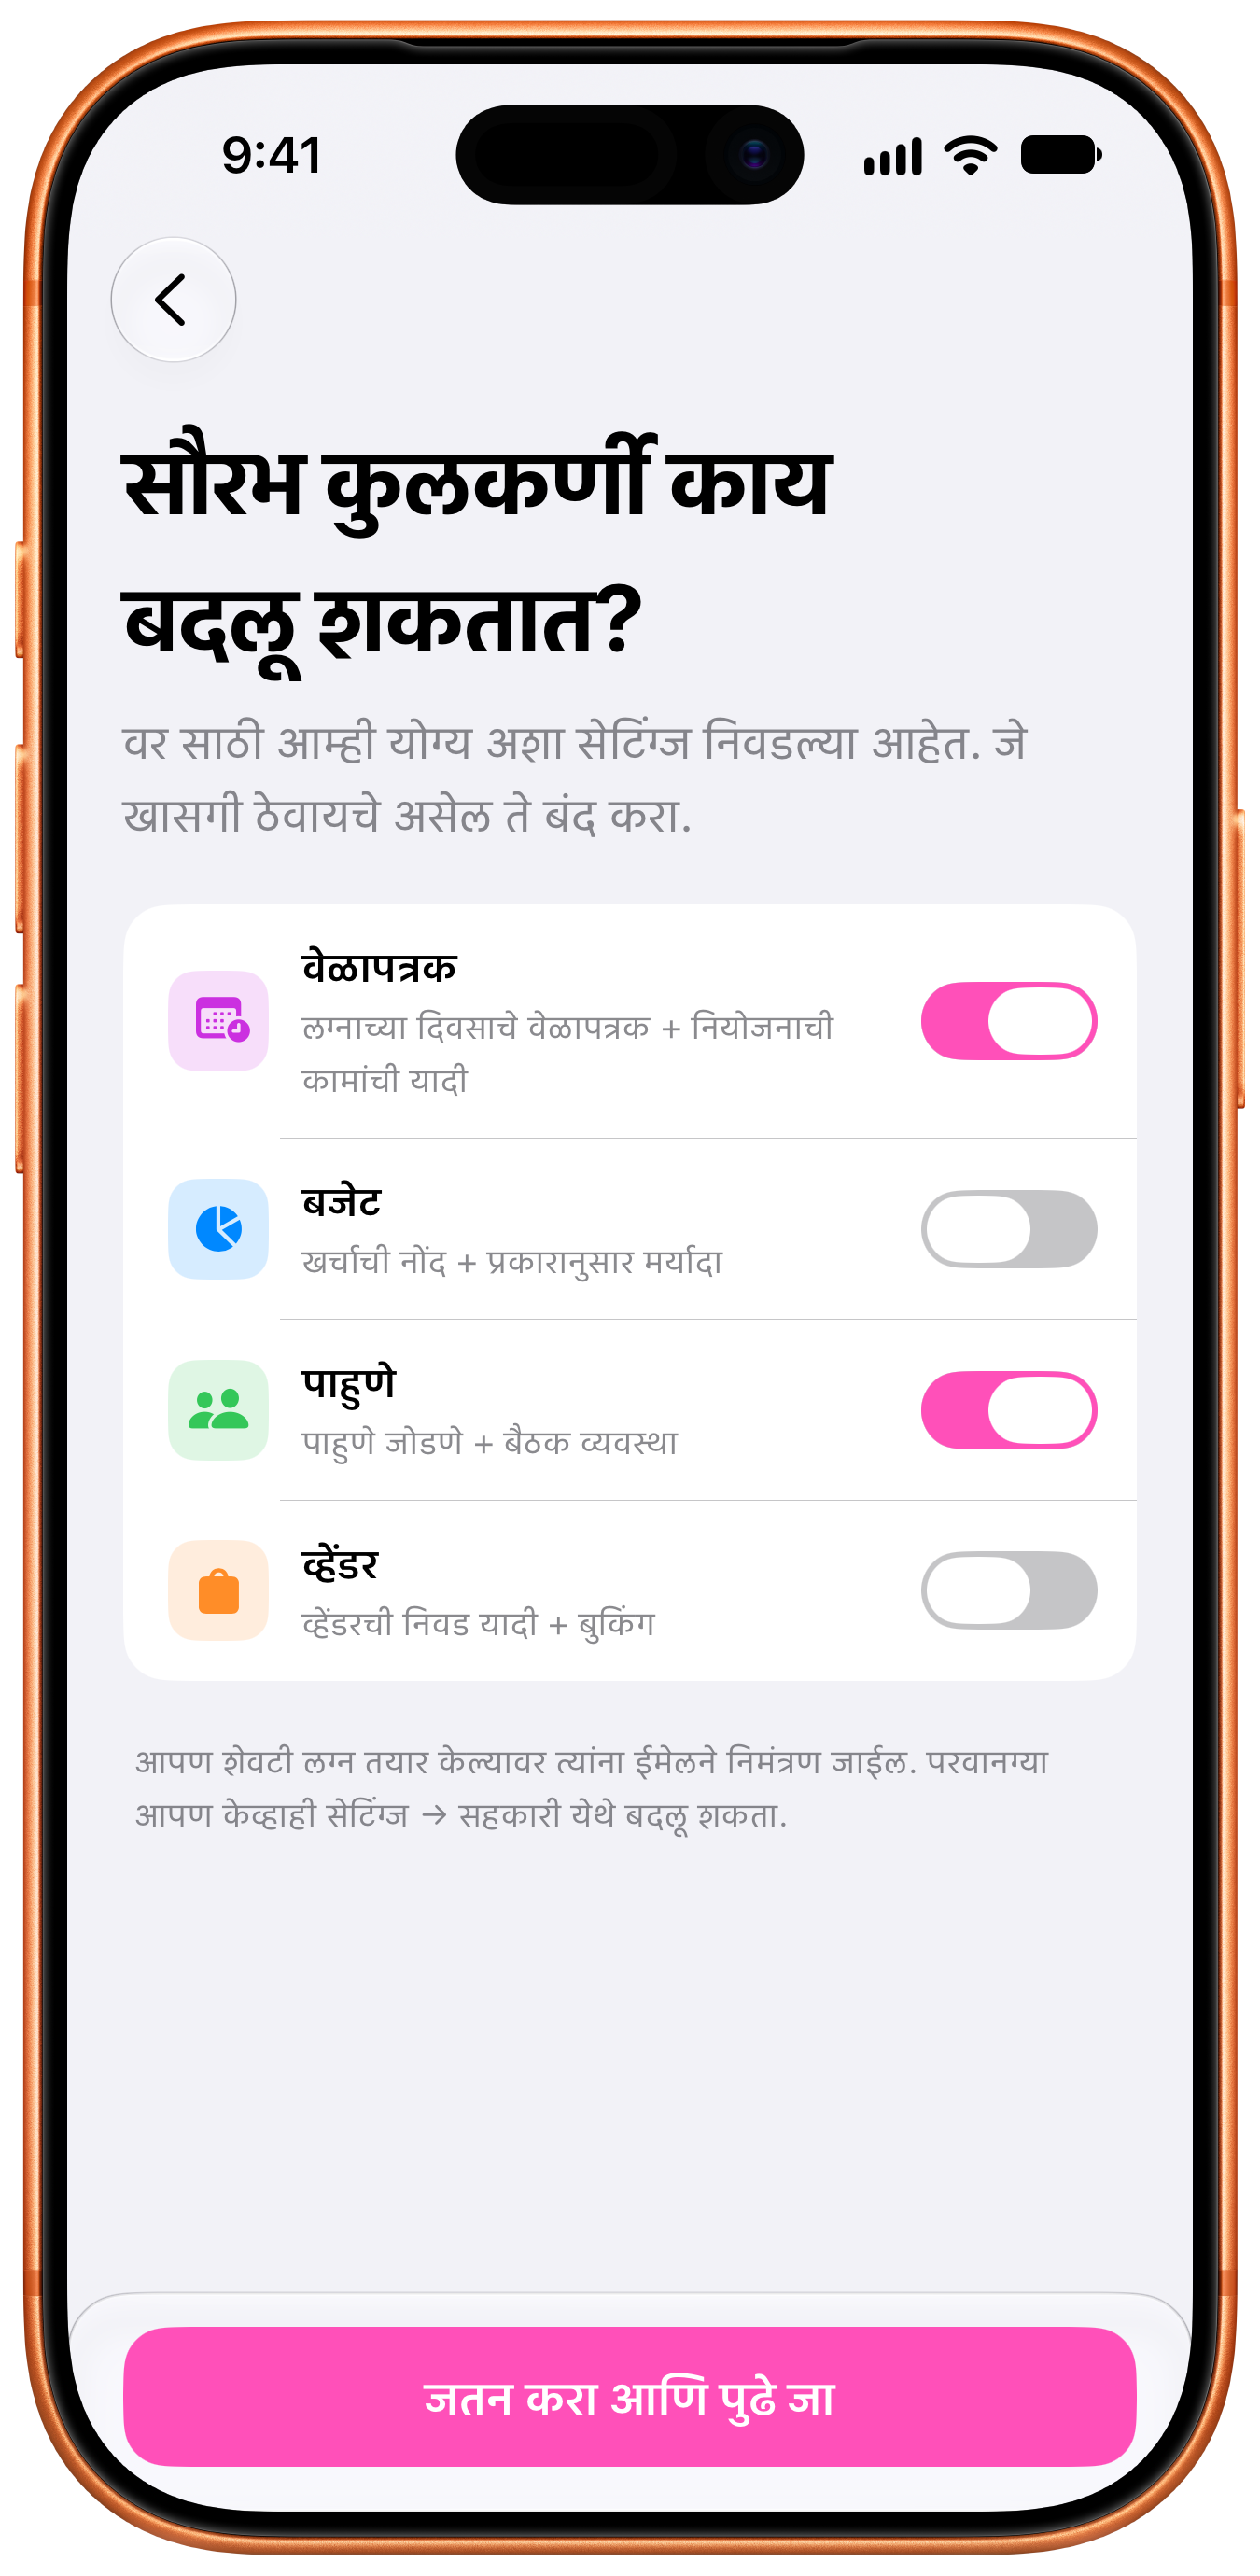 9:41
सौरभ कुलकर्णी काय
बदलू शकतात?
वर साठी आम्ही योग्य अशा सेटिंग्ज निवडल्या आहेत. जे
खासगी ठेवायचे असेल ते बंद करा.
वेळापत्रक
लग्नाच्या दिवसाचे वेळापत्रक + नियोजनाची
कामांची यादी
बजेट
खर्चाची नोंद + प्रकारानुसार मर्यादा
पाहुणे
पाहुणे जोडणे + बैठक व्यवस्था
व्हेंडर
व्हेंडरची निवड यादी + बुकिंग
आपण शेवटी लग्न तयार केल्यावर त्यांना ईमेलने निमंत्रण जाईल. परवानग्या
आपण केव्हाही सेटिंग्ज → सहकारी येथे बदलू शकता.
जतन करा आणि पुढे जा